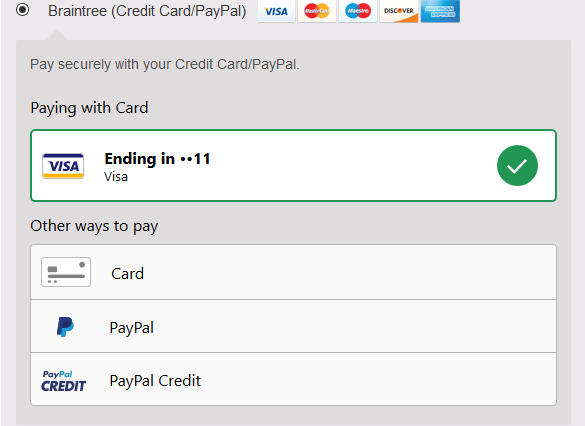 Braintree (Credit Card/PayPal) VISA MasterCard Maestro DISCOVER AMERICAN EXPRESS
Pay securely with your Credit Card/PayPal.
Paying with Card
VISA
Ending in ••11
Visa
Other ways to pay
Card
PayPal
PayPal CREDIT
PayPal Credit